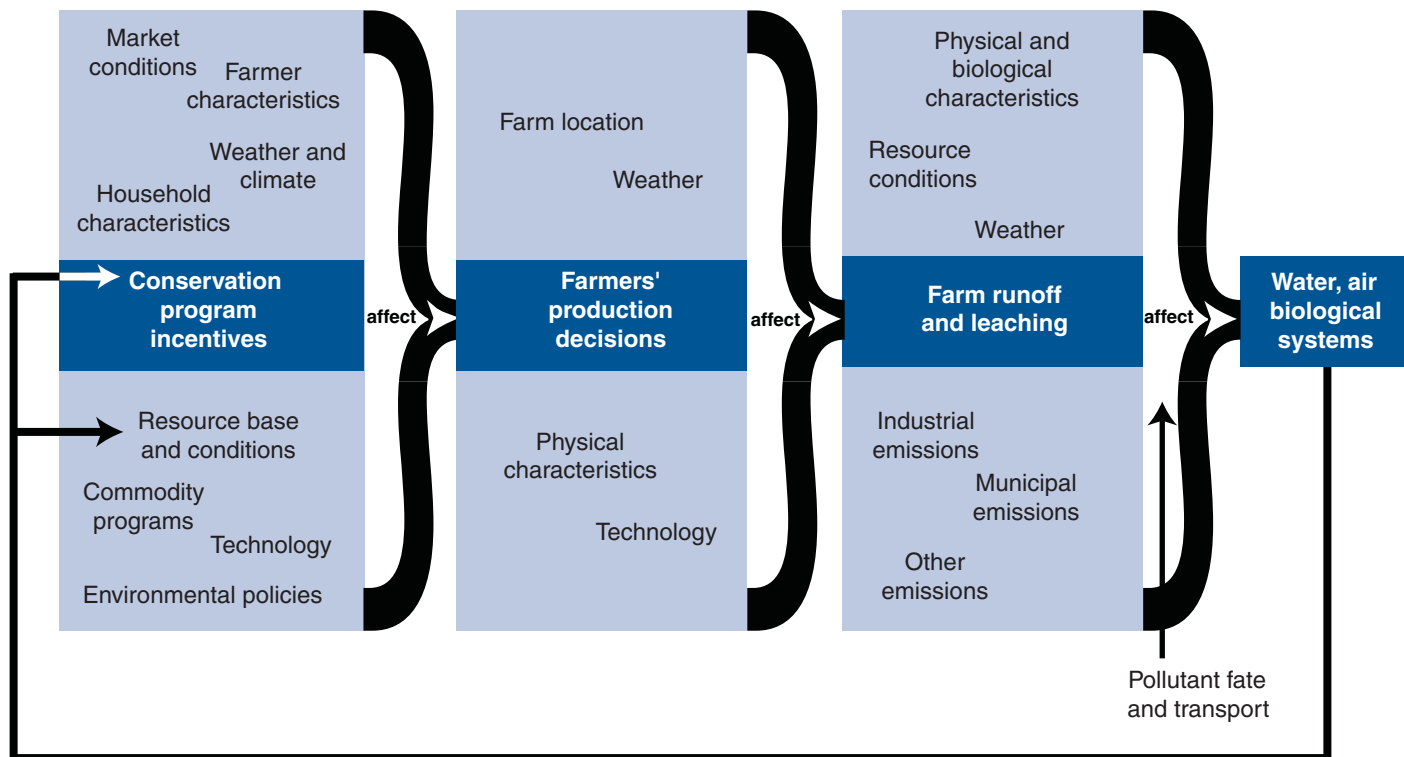 Market
conditions
Farmer
characteristics
Weather and
climate
Household
characteristics
Conservation
program
incentives
Resource base
and conditions
Commodity
programs
Technology
Environmental policies
affect
Farm location
Weather
Farmers'
production
decisions
Physical
characteristics
Technology
affect
Physical and
biological
characteristics
Resource
conditions
Weather
Farm runoff
and leaching
Industrial
emissions
Municipal
emissions
Other
emissions
affect
Pollutant fate
and transport
Water, air
biological
systems